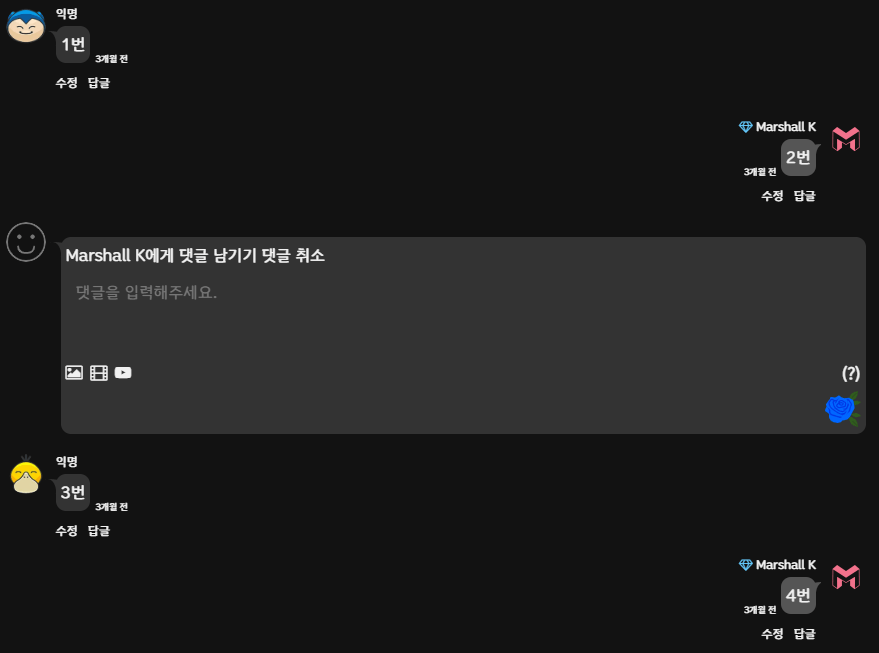 익명
1번
3개월 전
수정 답글
Marshall K
2번
3개월 전
수정 답글
Marshall K에게 댓글 남기기 댓글 취소
댓글을 입력해주세요.
(?)
익명
3번
3개월 전
수정 답글
Marshall K
4번
3개월 전
수정 답글